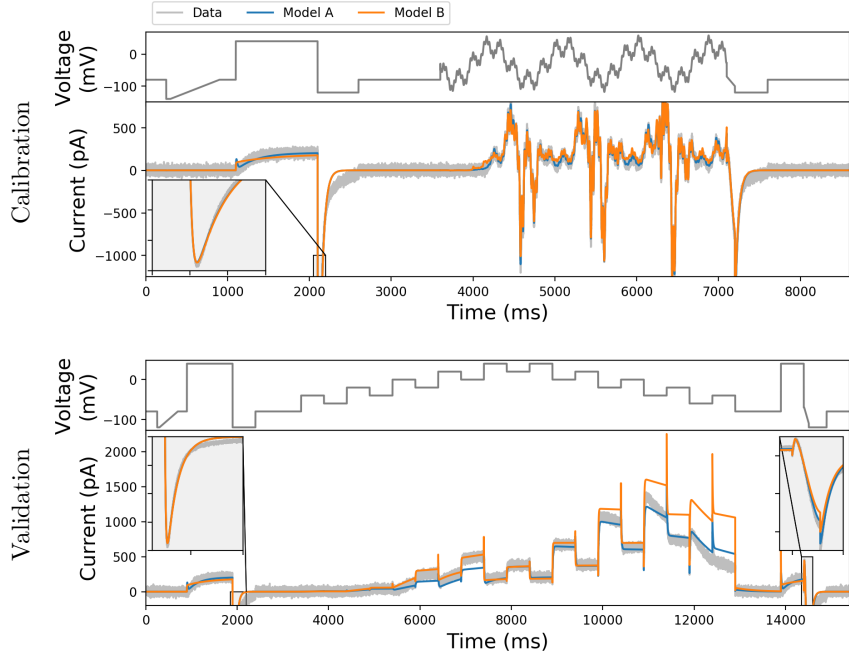 Data Model A Model B
Calibration
Voltage
(mV)
0
−100
Current (pA)
500
0
−500
−1000
0 1000 2000 3000 4000 5000 6000 7000 8000
Time (ms)
Validation
Voltage
(mV)
0
−100
Current (pA)
2000
1500
1000
500
0
0 2000 4000 6000 8000 10000 12000 14000
Time (ms)